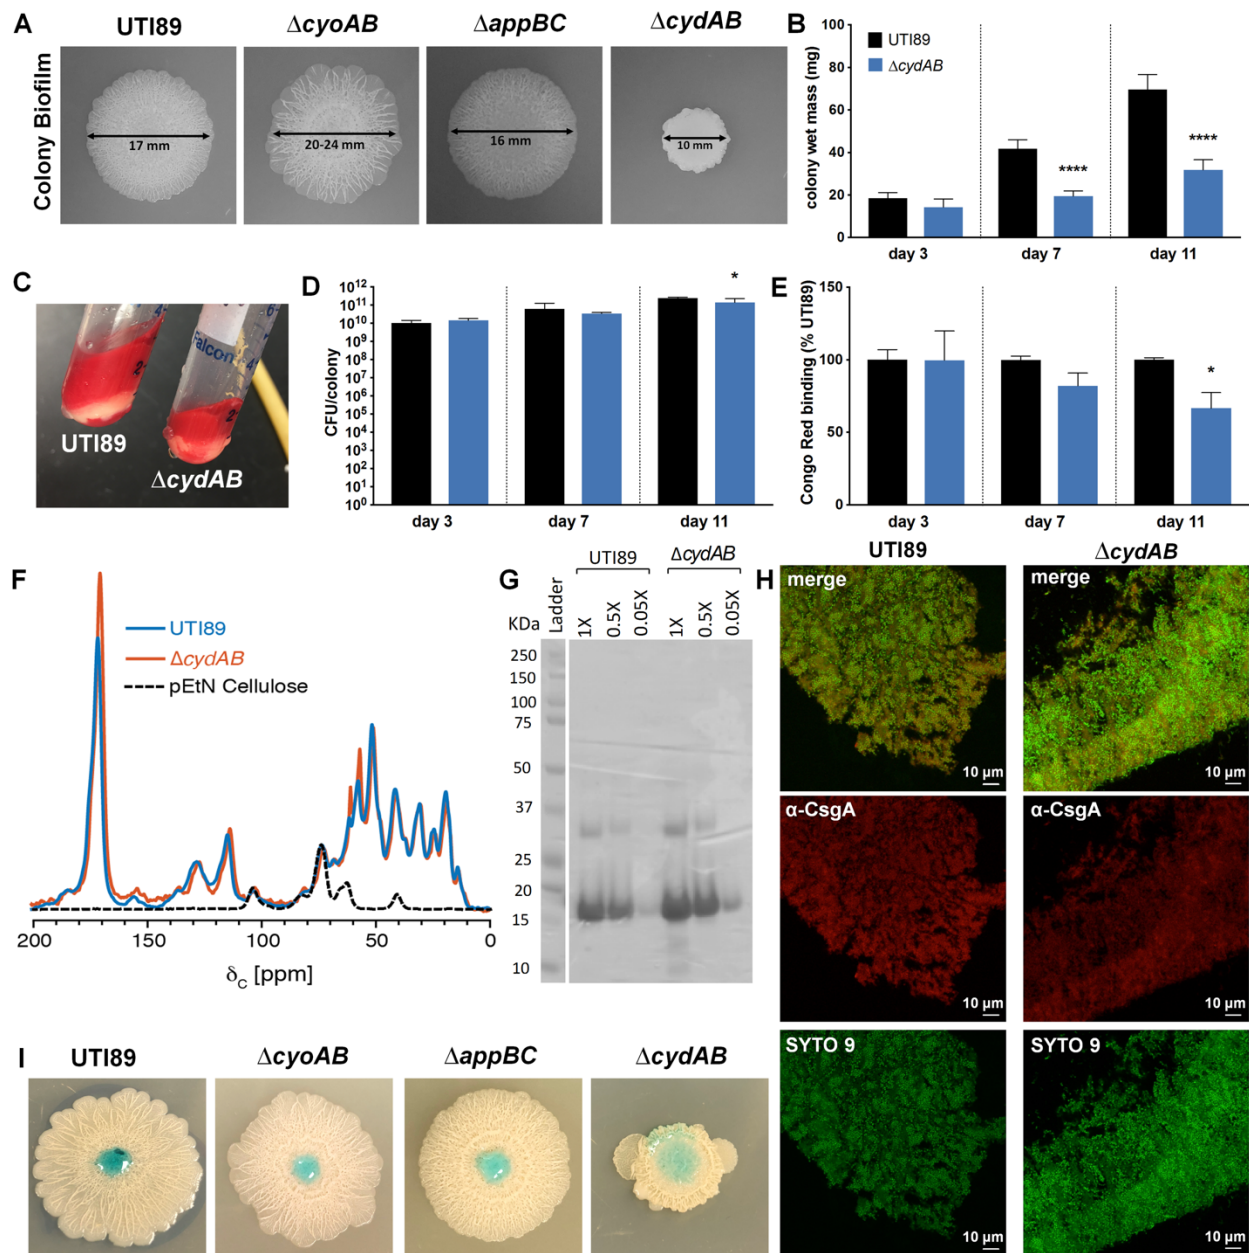 A
UTI89
ΔcyoAB
ΔappBC
ΔcydAB
Colony Biofilm
17 mm
20-24 mm
16 mm
10 mm
B
colony wet mass (mg)
100
80
60
40
20
0
UTI89
ΔcydAB
****
****
day 3
day 7
day 11
C
Falcon
2
2
UTI89
ΔcydAB
D
CFU/colony
10¹²
10¹¹
10¹⁰
10⁹
10⁸
10⁷
10⁶
10⁵
10⁴
10³
10²
10¹
10⁰
*
day 3
day 7
day 11
E
Congo Red binding (% UTI89)
150
100
50
0
*
day 3
day 7
day 11
F
UTI89
ΔcydAB
pEtN Cellulose
200
150
100
50
0
δC [ppm]
G
UTI89
ΔcydAB
KDa
Ladder
1X
0.5X
0.05X
1X
0.5X
0.05X
250
150
100
75
50
37
25
20
15
10
H
UTI89
ΔcydAB
merge
10 µm
merge
10 µm
α-CsgA
10 µm
α-CsgA
10 µm
SYTO 9
10 µm
SYTO 9
10 µm
I
UTI89
ΔcyoAB
ΔappBC
ΔcydAB